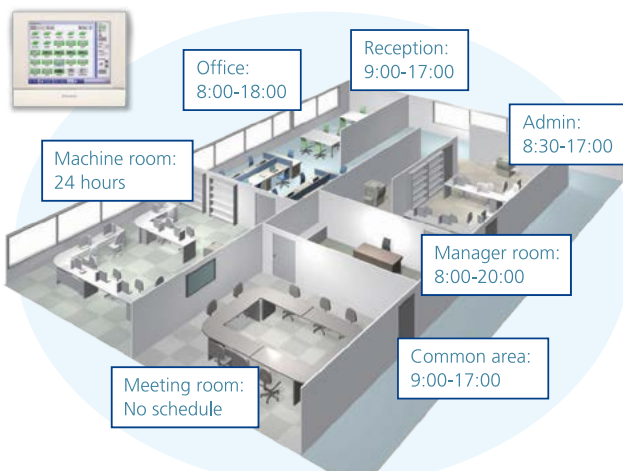 Reception:
9:00-17:00
Office:
8:00-18:00
Admin:
8:30-17:00
Machine room:
24 hours
Manager room:
8:00-20:00
Common area:
9:00-17:00
Meeting room:
No schedule